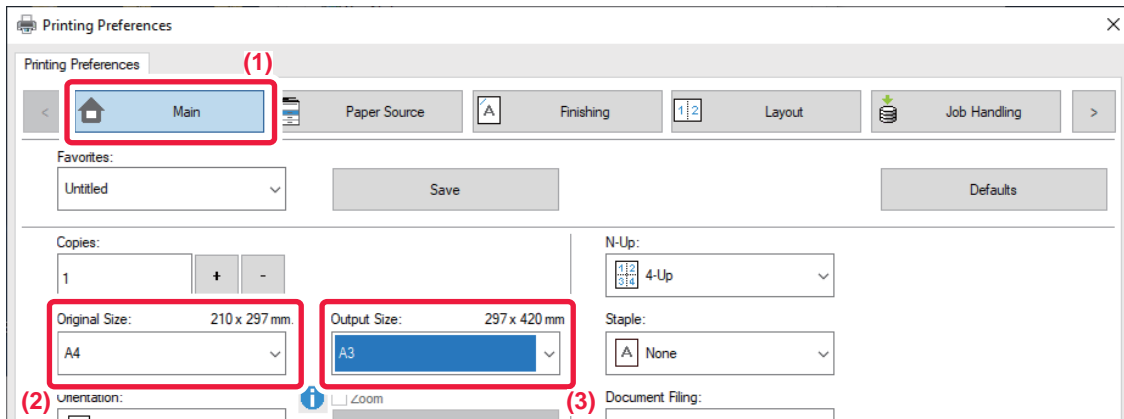 Printing Preferences
Printing Preferences
(1)
< Main Paper Source Finishing Layout Job Handling >
Favorites:
Untitled Save Defaults
Copies: N-Up:
1 + - 4-Up
Original Size: 210 x 297 mm. Output Size: 297 x 420 mm Staple:
A4 A3 None
(2) Orientation: Zoom (3) Document Filing: